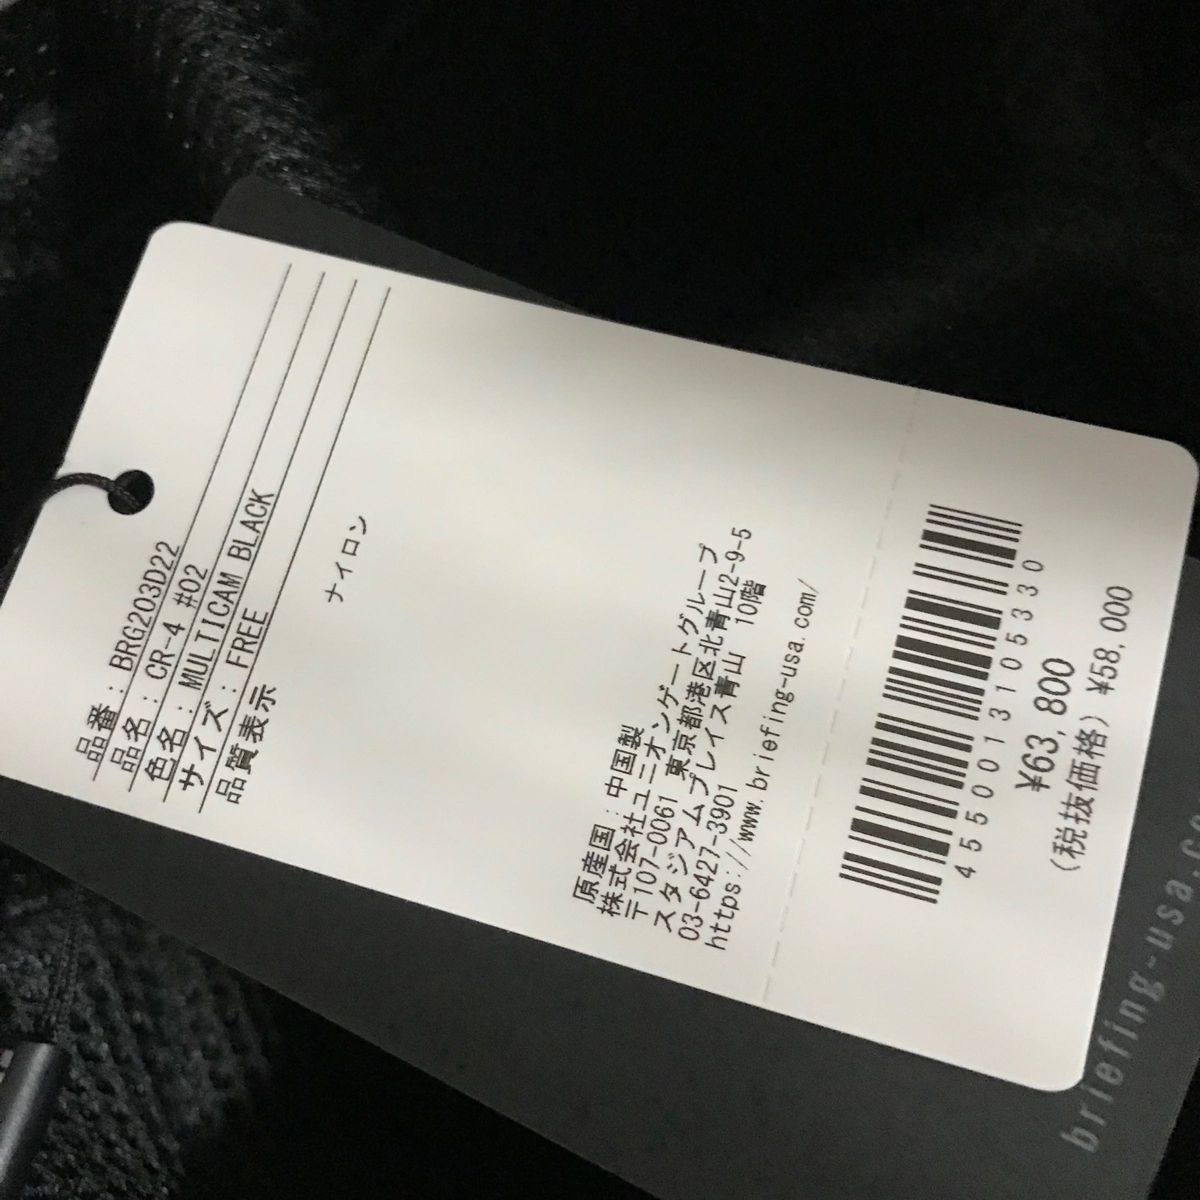 品番：BRG203D22
品名：CR-4 #02
色名：MULTICAM BLACK
サイズ：FREE
品質表示
ナイロン
原産国：中国製
株式会社ユニオンゲートグループ
〒107-0061 東京都港区北青山2-9-5
スタジアムプレイス青山 10階
03-6427-3901
https://www.briefing-usa.com/
4550013105330
¥63,800
(税抜価格) ¥58,000
briefing-usa.co